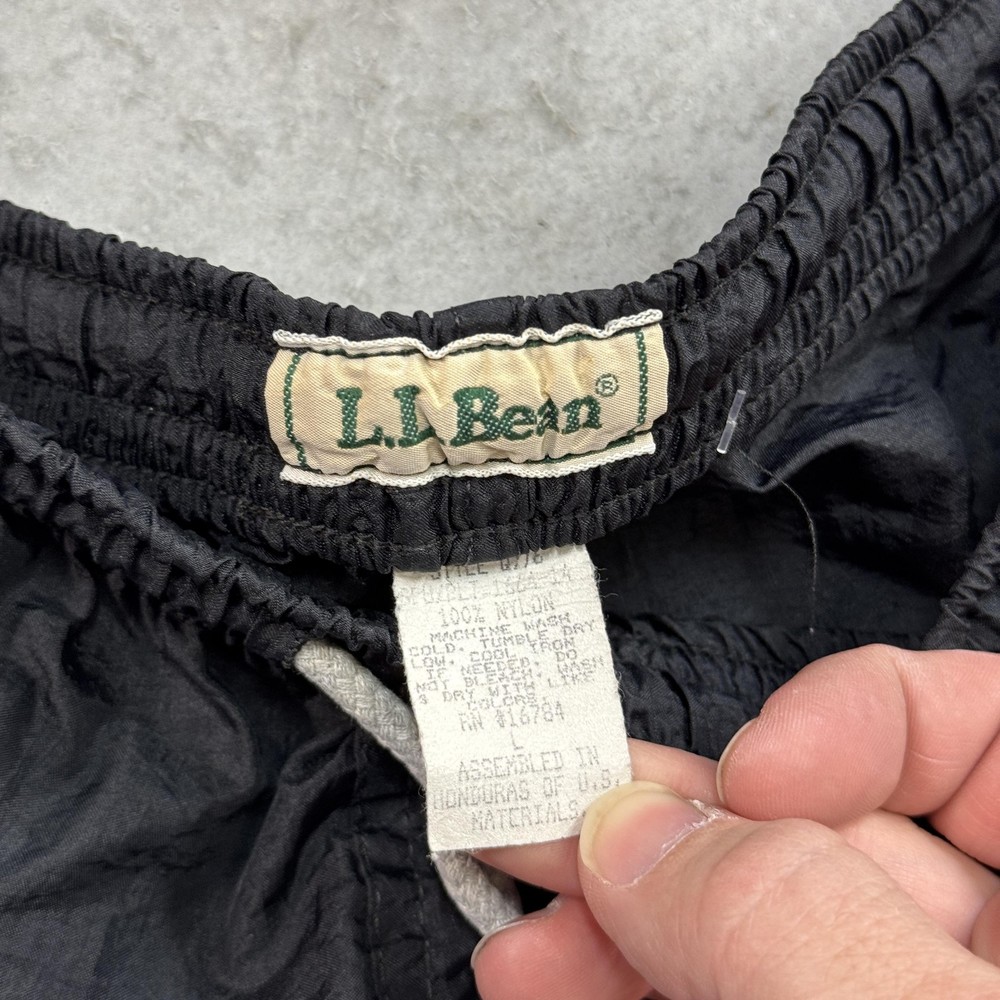 L.L.Bean®
STYLE
100% NYLON
MACHINE WASH
COLD. TUMBLE DRY
LOW. COOL IRON
IF NEEDED. DO
NOT BLEACH. WASH
& DRY WITH LIKE
COLORS.
RN #16784
L
ASSEMBLED IN
HONDURAS OF U.S.
MATERIALS